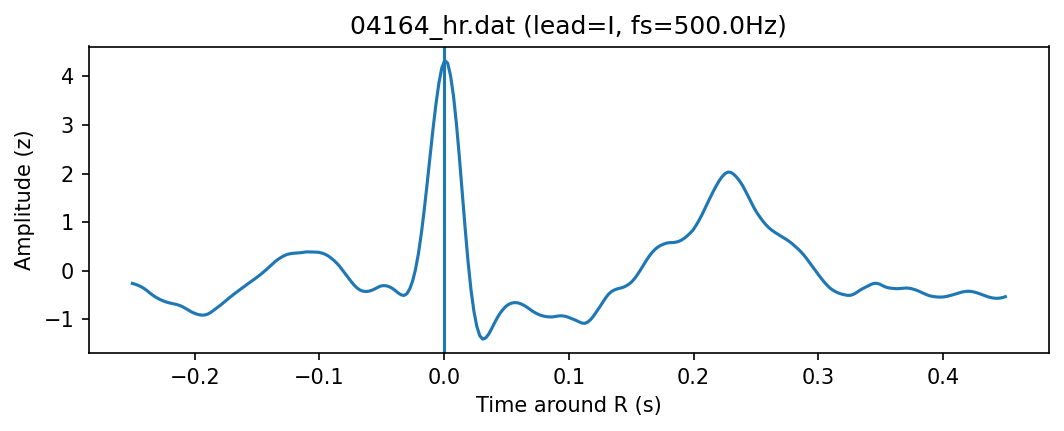 04164_hr.dat (lead=I, fs=500.0Hz)
Amplitude (z)
4
3
2
1
0
−1
−0.2 −0.1 0.0 0.1 0.2 0.3 0.4
Time around R (s)